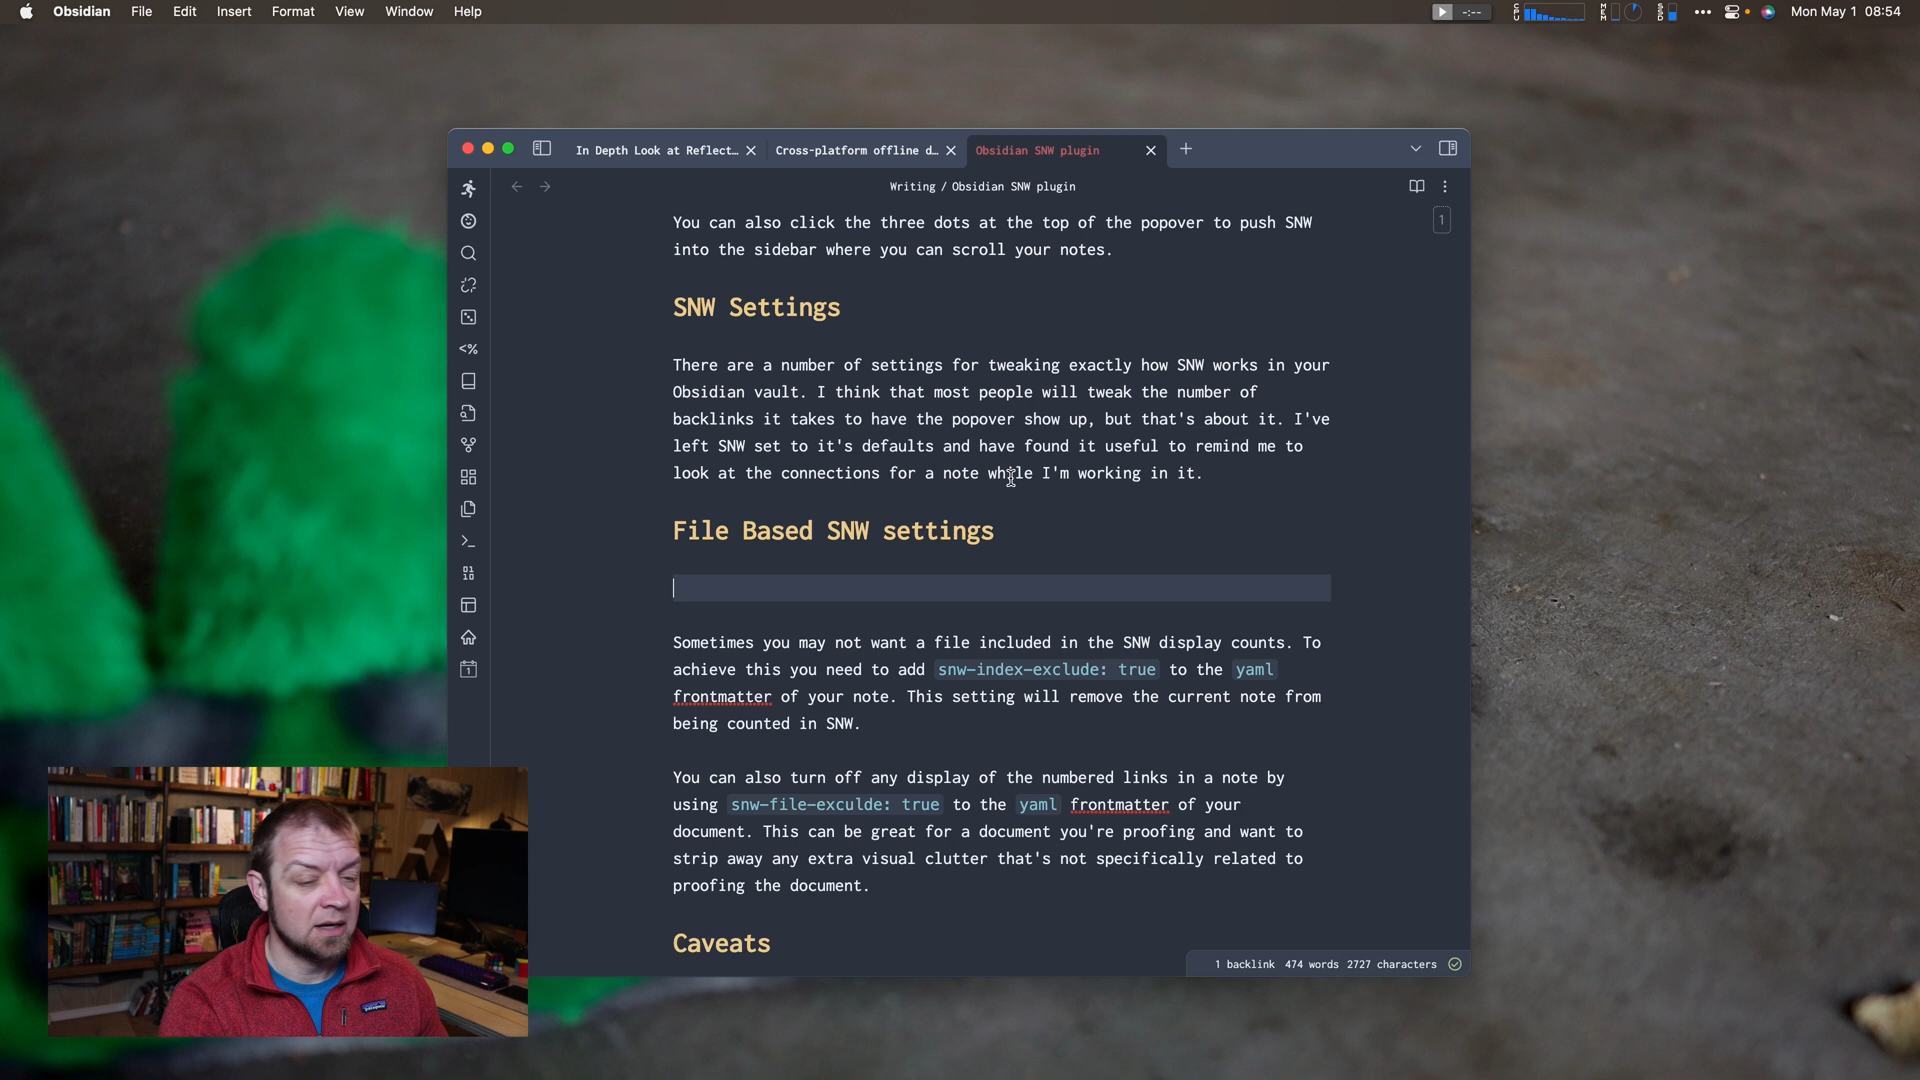 Obsidian File Edit Insert Format View Window Help -:-- CPU MEM SSD Mon May 1 08:54
In Depth Look at Reflect... Cross-platform offline d... Obsidian SNW plugin
Writing / Obsidian SNW plugin
You can also click the three dots at the top of the popover to push SNW
into the sidebar where you can scroll your notes.
1
SNW Settings
There are a number of settings for tweaking exactly how SNW works in your
Obsidian vault. I think that most people will tweak the number of
backlinks it takes to have the popover show up, but that's about it. I've
left SNW set to it's defaults and have found it useful to remind me to
look at the connections for a note while I'm working in it.
File Based SNW settings
Sometimes you may not want a file included in the SNW display counts. To
achieve this you need to add snw-index-exclude: true to the yaml
frontmatter of your note. This setting will remove the current note from
being counted in SNW.
You can also turn off any display of the numbered links in a note by
using snw-file-exculde: true to the yaml frontmatter of your
document. This can be great for a document you're proofing and want to
strip away any extra visual clutter that's not specifically related to
proofing the document.
Caveats
1 backlink 474 words 2727 characters
patagonia